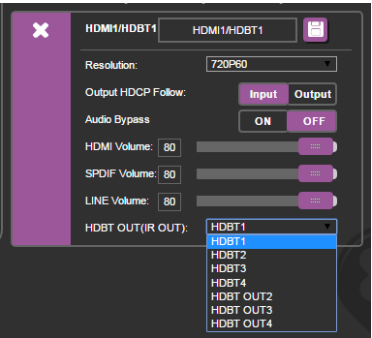 HDMI1/HDBT1 HDMI1/HDBT1
Resolution: 720P60
Output HDCP Follow: Input Output
Audio Bypass ON OFF
HDMI Volume: 80
SPDIF Volume: 80
LINE Volume: 80
HDBT OUT(IR OUT): HDBT1
HDBT1
HDBT2
HDBT3
HDBT4
HDBT OUT2
HDBT OUT3
HDBT OUT4